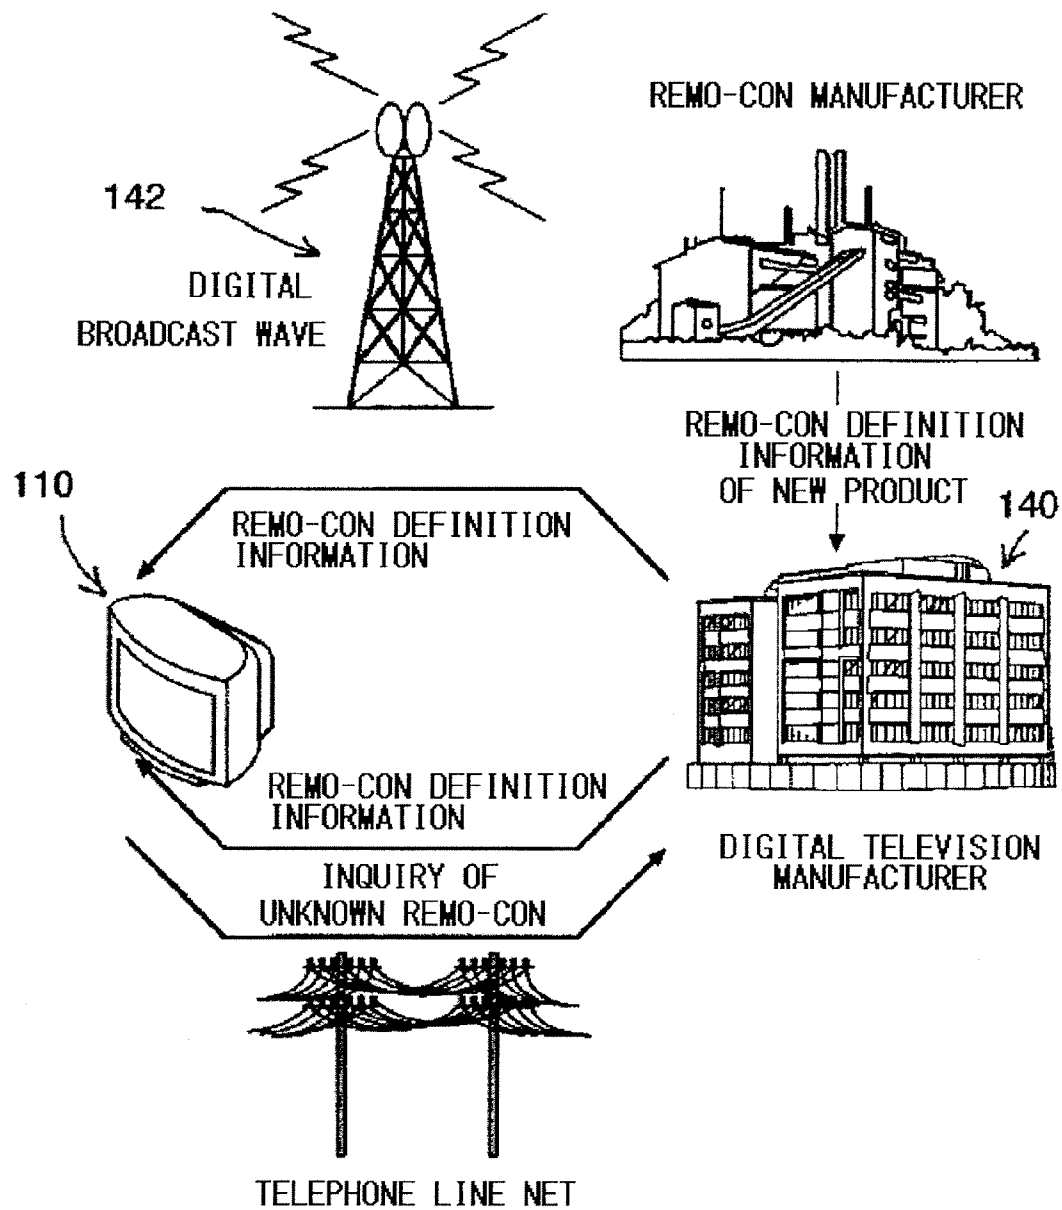 REMO-CON MANUFACTURER
142
DIGITAL
BROADCAST WAVE
REMO-CON DEFINITION
INFORMATION
OF NEW PRODUCT
110
140
REMO-CON DEFINITION
INFORMATION
REMO-CON DEFINITION
INFORMATION
DIGITAL TELEVISION
MANUFACTURER
INQUIRY OF
UNKNOWN REMO-CON
TELEPHONE LINE NET